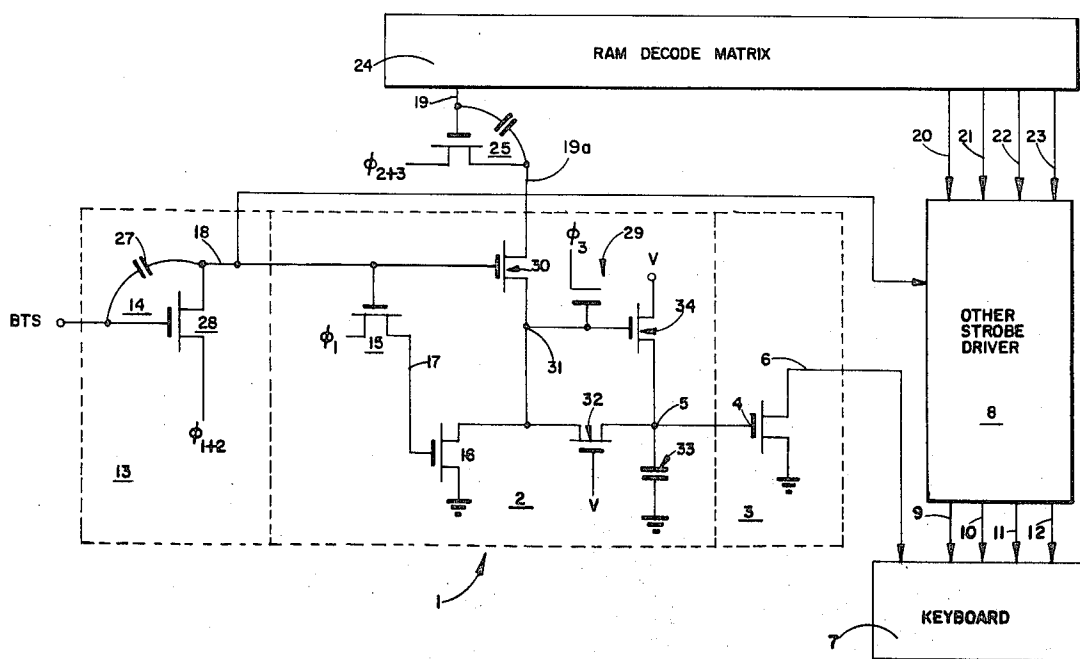 RAM DECODE MATRIX
24
19
25
19a
ϕ2+3
20
21
22
23
27
18
ϕ3
29
V
30
34
14
28
BTS
ϕ1
15
31
6
OTHER
STROBE
DRIVER
8
17
32
5
4
16
33
ϕ1+2
13
2
V
3
9
10
11
12
1
KEYBOARD
7